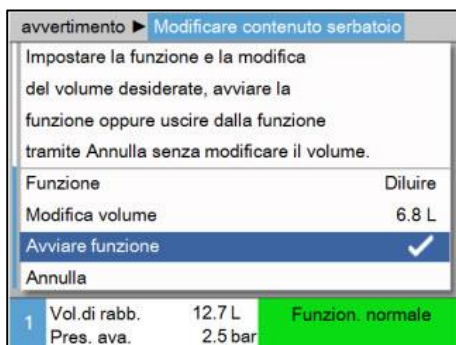 avvertimento ▶ Modificare contenuto serbatoio
Impostare la funzione e la modifica
del volume desiderate, avviare la
funzione oppure uscire dalla funzione
tramite Annulla senza modificare il volume.
Funzione Diluire
Modifica volume 6.8 L
Avviare funzione ✓
Annulla
1 Vol.di rabb. 12.7 L Funzion. normale
Pres. ava. 2.5 bar